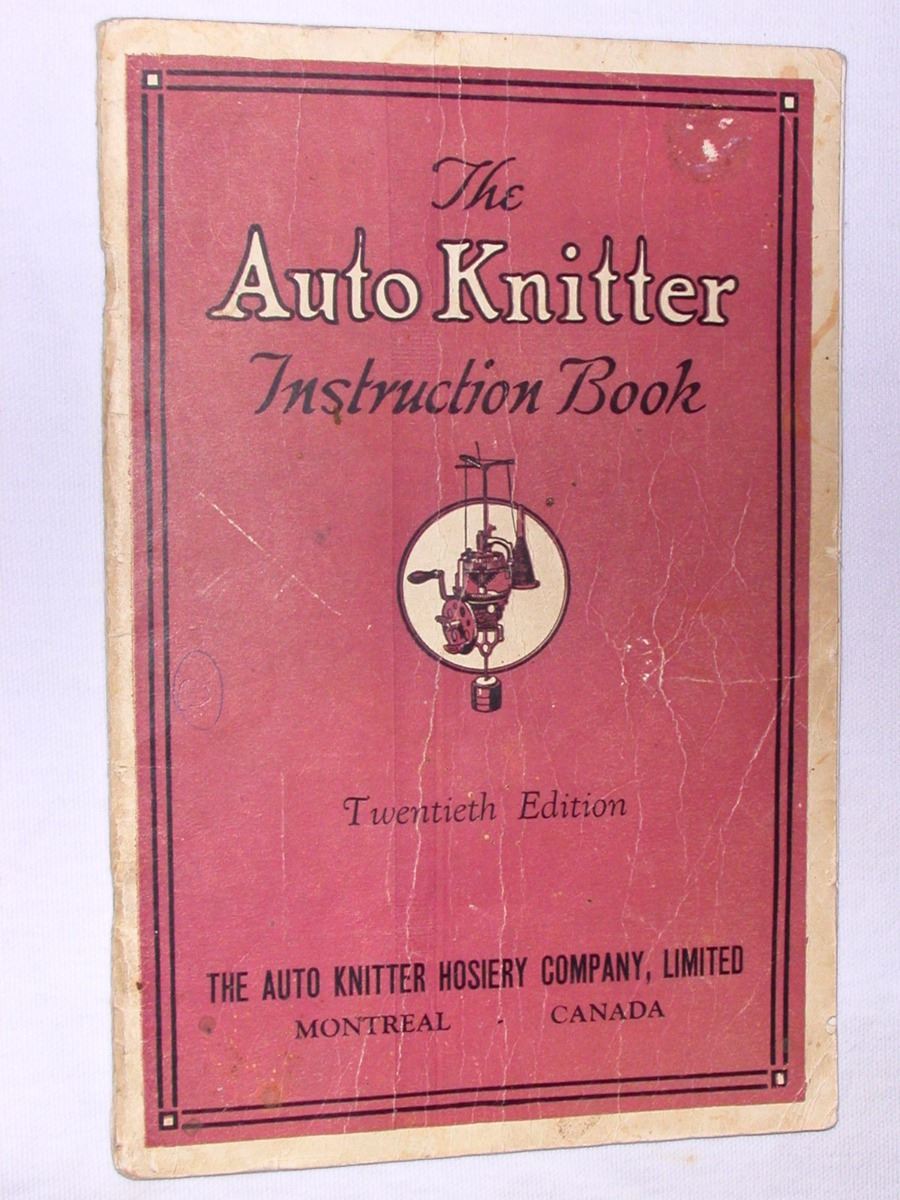 The
Auto Knitter
Instruction Book
Twentieth Edition
THE AUTO KNITTER HOSIERY COMPANY, LIMITED
MONTREAL - CANADA